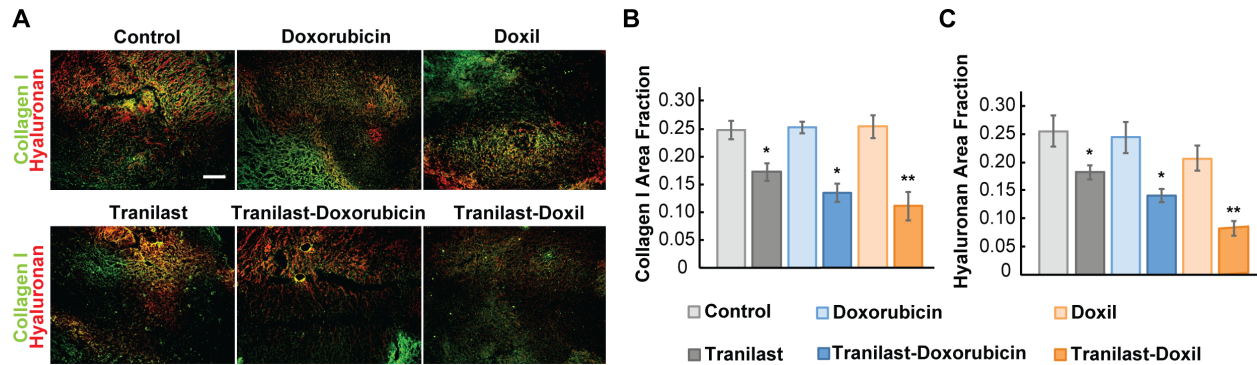 A
Control
Doxorubicin
Doxil
Collagen I
Hyaluronan
Tranilast
Tranilast-Doxorubicin
Tranilast-Doxil
Collagen I
Hyaluronan
B
Collagen I Area Fraction
0.30
0.25
0.20
0.15
0.10
0.05
0
*
*
**
C
Hyaluronan Area Fraction
0.30
0.25
0.20
0.15
0.10
0.05
0
*
*
**
Control
Doxorubicin
Doxil
Tranilast
Tranilast-Doxorubicin
Tranilast-Doxil